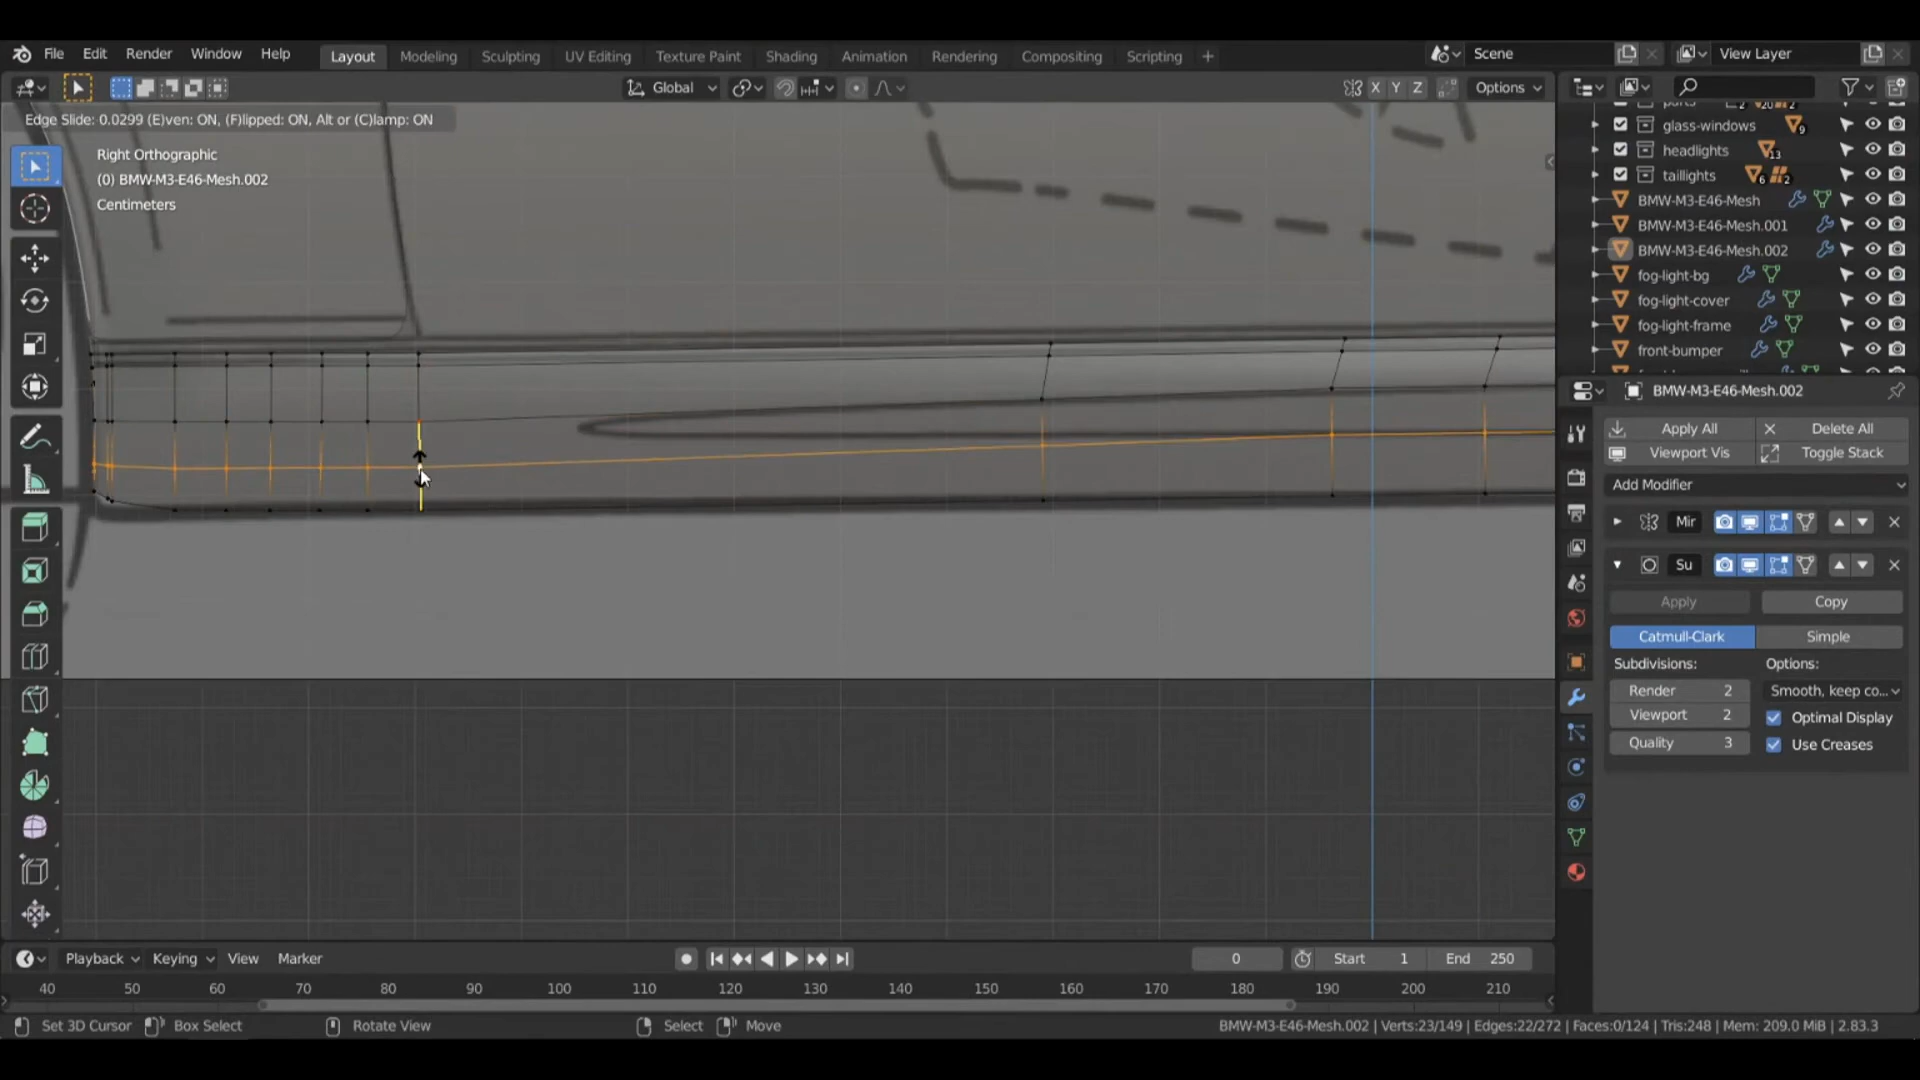 File Edit Render Window Help Layout Modeling Sculpting UV Editing Texture Paint Shading Animation Rendering Compositing Scripting + Scene View Layer
Global X Y Z Options
Edge Slide: 0.0299 (E)ven: ON, (F)lipped: ON, Alt or (C)lamp: ON
Right Orthographic
(0) BMW-M3-E46-Mesh.002
Centimeters
glass-windows 9
headlights 13
taillights 6 2
BMW-M3-E46-Mesh
BMW-M3-E46-Mesh.001
BMW-M3-E46-Mesh.002
fog-light-bg
fog-light-cover
fog-light-frame
front-bumper
BMW-M3-E46-Mesh.002
Apply All Delete All
Viewport Vis Toggle Stack
Add Modifier
Mir
Su
Apply Copy
Catmull-Clark Simple
Subdivisions: Options:
Render 2 Smooth, keep co...
Viewport 2 Optimal Display
Quality 3 Use Creases
Playback Keying View Marker 0 Start 1 End 250
40 50 60 70 80 90 100 110 120 130 140 150 160 170 180 190 200 210
Set 3D Cursor Box Select Rotate View Select Move BMW-M3-E46-Mesh.002 | Verts:23/149 | Edges:22/272 | Faces:0/124 | Tris:248 | Mem: 209.0 MiB | 2.83.3